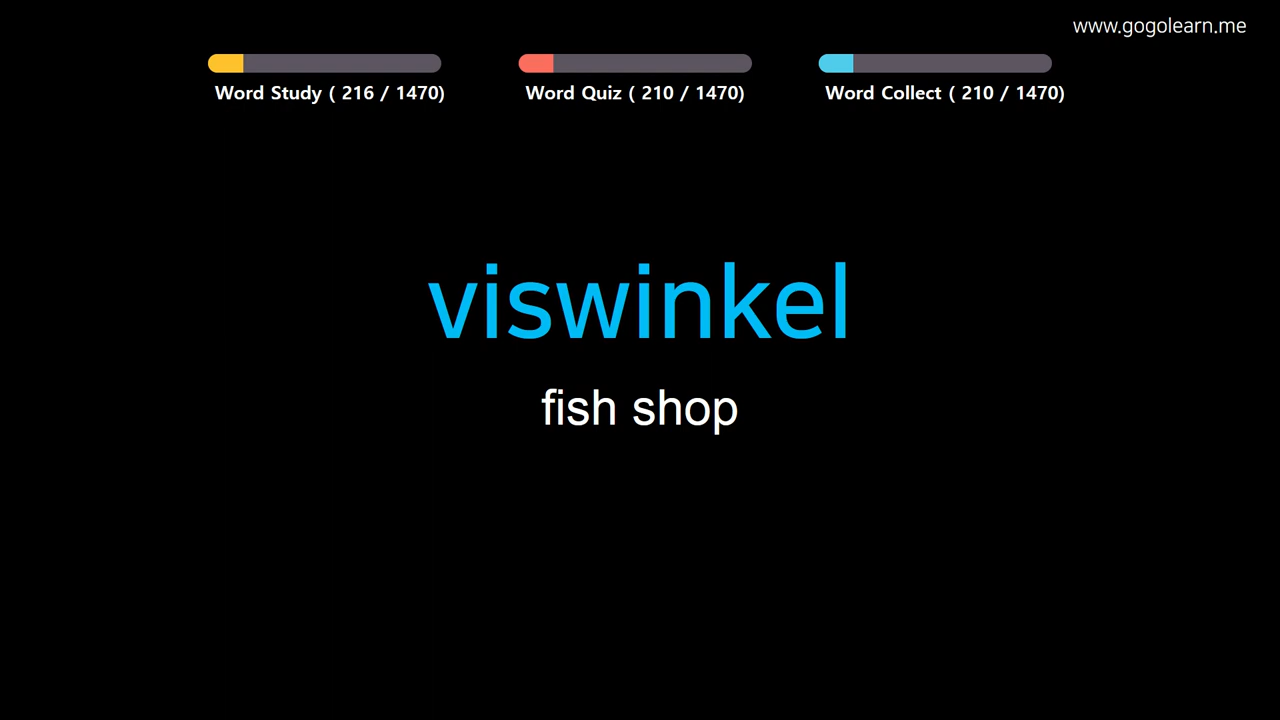 www.gogolearn.me
Word Study ( 216 / 1470)
Word Quiz ( 210 / 1470)
Word Collect ( 210 / 1470)
viswinkel
fish shop